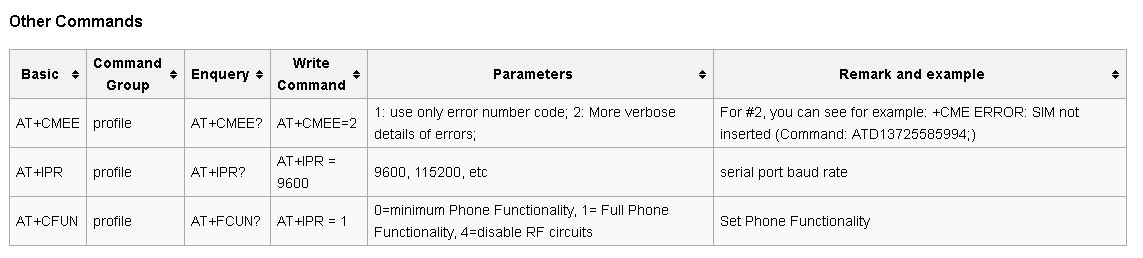 Other Commands
Basic
Command
Group
Enquery
Write
Command
Parameters
Remark and example
AT+CMEE
profile
AT+CMEE?
AT+CMEE=2
1: use only error number code; 2: More verbose
details of errors;
For #2, you can see for example: +CME ERROR: SIM not
inserted (Command: ATD13725585994;)
AT+IPR
profile
AT+IPR?
AT+IPR =
9600
9600, 115200, etc
serial port baud rate
AT+CFUN
profile
AT+FCUN?
AT+IPR = 1
0=minimum Phone Functionality, 1= Full Phone
Functionality, 4=disable RF circuits
Set Phone Functionality